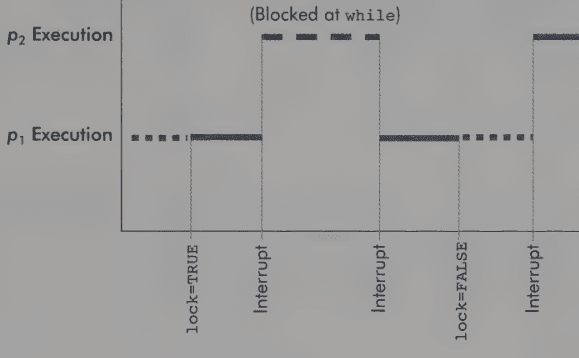 (Blocked at while)
p2 Execution
p1 Execution
lock=TRUE
Interrupt
Interrupt
lock=FALSE
Interrupt